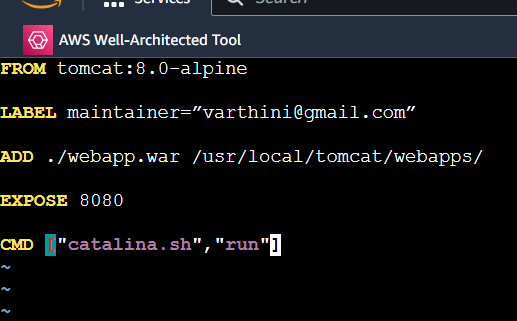 Services
Search
AWS Well-Architected Tool
FROM tomcat:8.0-alpine
LABEL maintainer=”varthini@gmail.com”
ADD ./webapp.war /usr/local/tomcat/webapps/
EXPOSE 8080
CMD ["catalina.sh","run"]
~
~
~